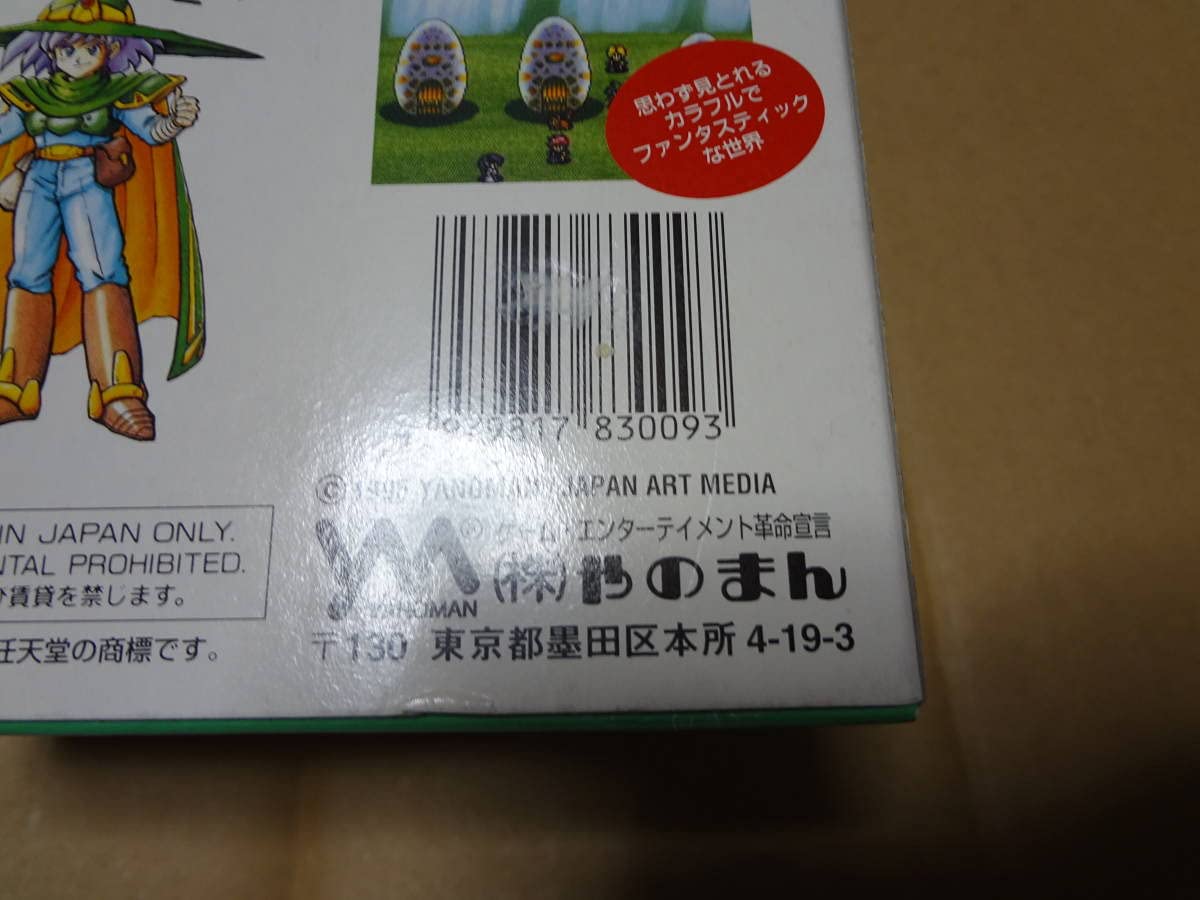 思わず見とれる
カラフルで
ファンタスティック
な世界
830093
YANOMAN/JAPAN ART MEDIA
IN JAPAN ONLY.
NTAL PROHIBITED.
賃貸を禁じます。
任天堂の商標です。
ゲーム・エンターテイメント革命宣言
YANOMAN
(株)やのまん
〒130 東京都墨田区本所4-19-3